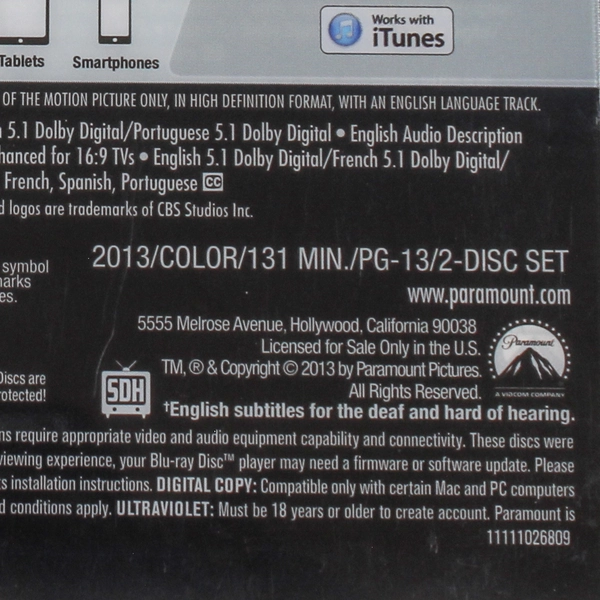 Tablets
Smartphones
Works with
iTunes
OF THE MOTION PICTURE ONLY, IN HIGH DEFINITION FORMAT, WITH AN ENGLISH LANGUAGE TRACK.
5.1 Dolby Digital/Portuguese 5.1 Dolby Digital • English Audio Description
hanced for 16:9 TVs • English 5.1 Dolby Digital/French 5.1 Dolby Digital/
French, Spanish, Portuguese CC
d logos are trademarks of CBS Studios Inc.
symbol
arks
es.
2013/COLOR/131 MIN./PG-13/2-DISC SET
www.paramount.com
5555 Melrose Avenue, Hollywood, California 90038
Licensed for Sale Only in the U.S.
TM, ® & Copyright © 2013 by Paramount Pictures.
All Rights Reserved.
Paramount
A VIACOM COMPANY
Discs are
rotected!
SDH
†English subtitles for the deaf and hard of hearing.
ns require appropriate video and audio equipment capability and connectivity. These discs were
viewing experience, your Blu-ray Disc™ player may need a firmware or software update. Please
ts installation instructions. DIGITAL COPY: Compatible only with certain Mac and PC computers
d conditions apply. ULTRAVIOLET: Must be 18 years or older to create account. Paramount is
11111026809